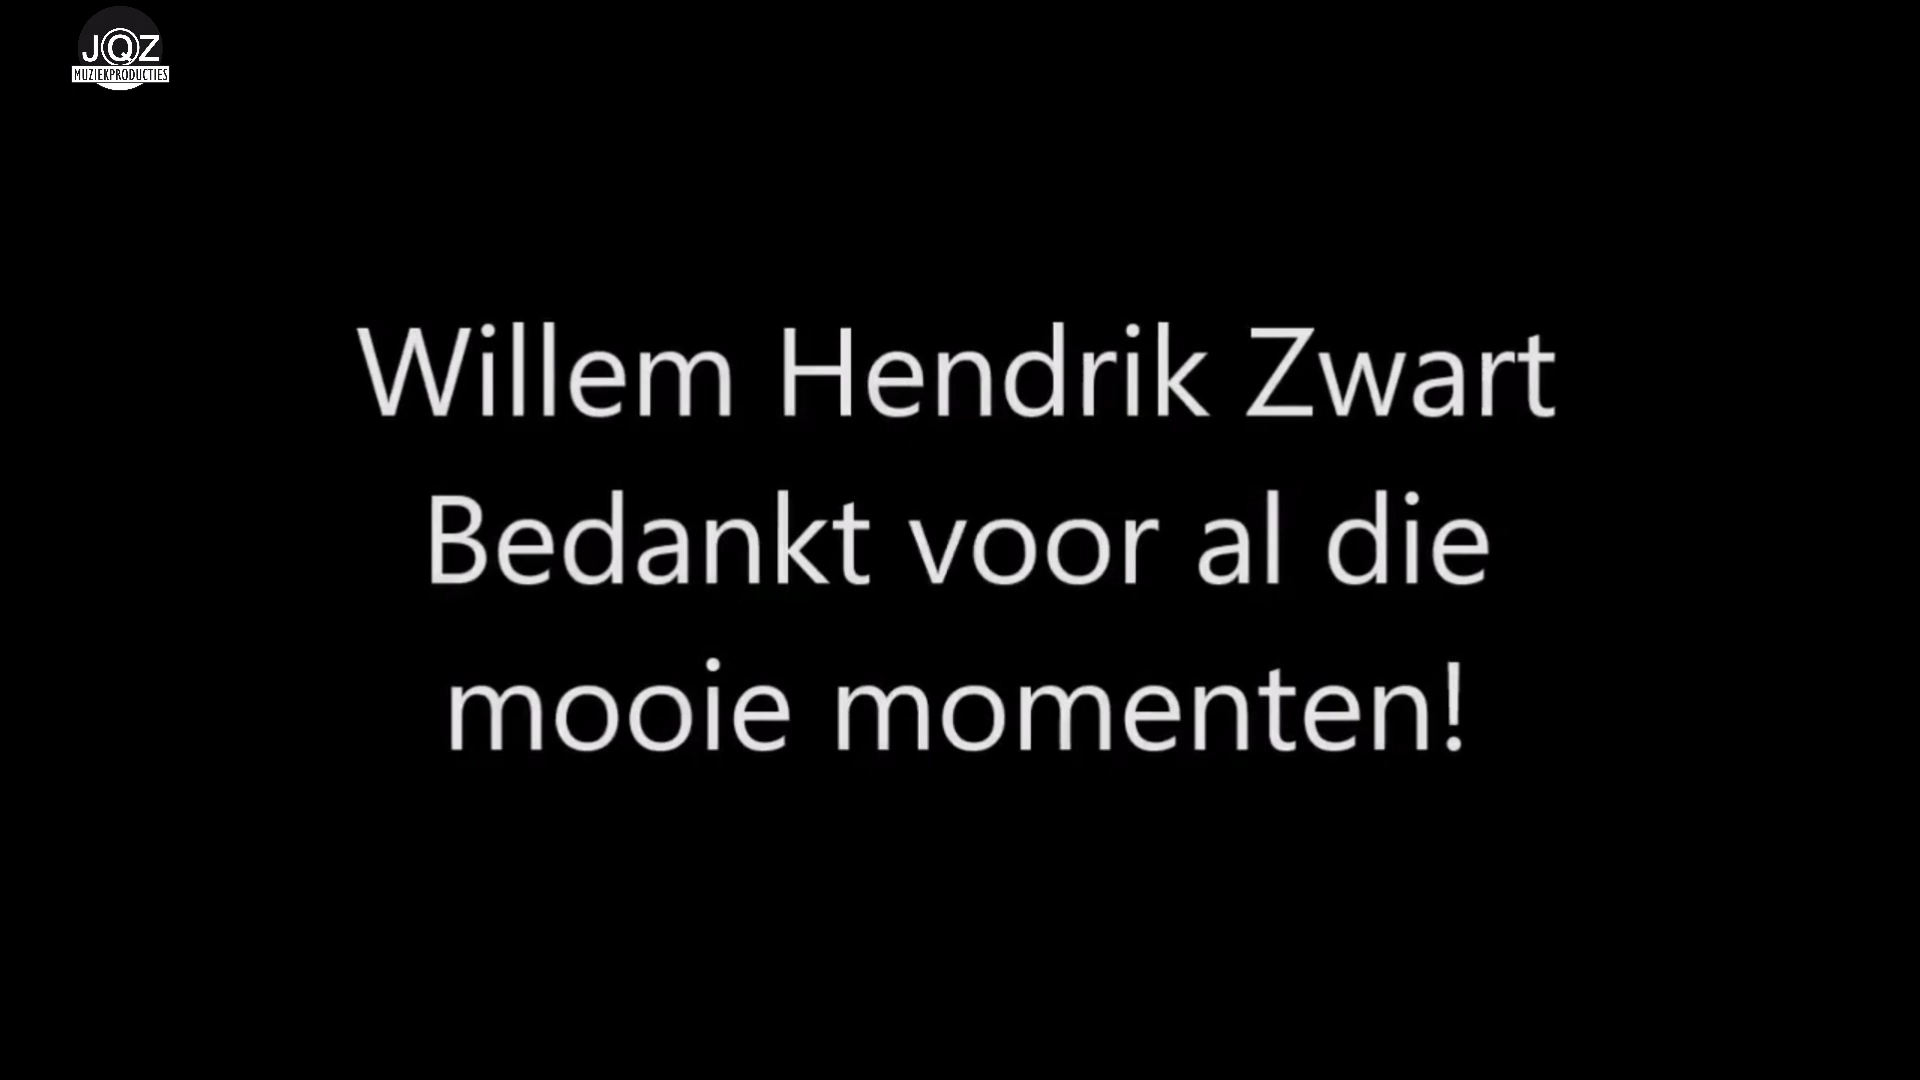 JQZ
MUZIEKPRODUCTIES
Willem Hendrik Zwart
Bedankt voor al die
mooie momenten!